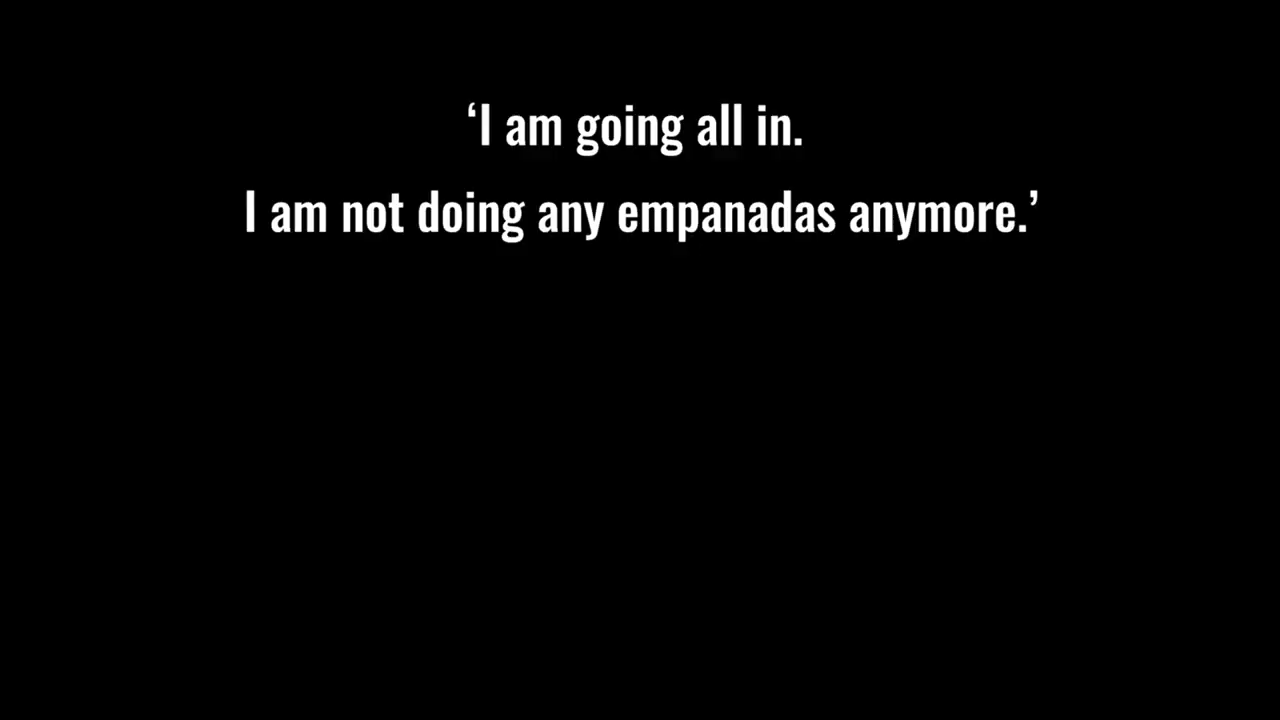 ‘I am going all in.
I am not doing any empanadas anymore.’